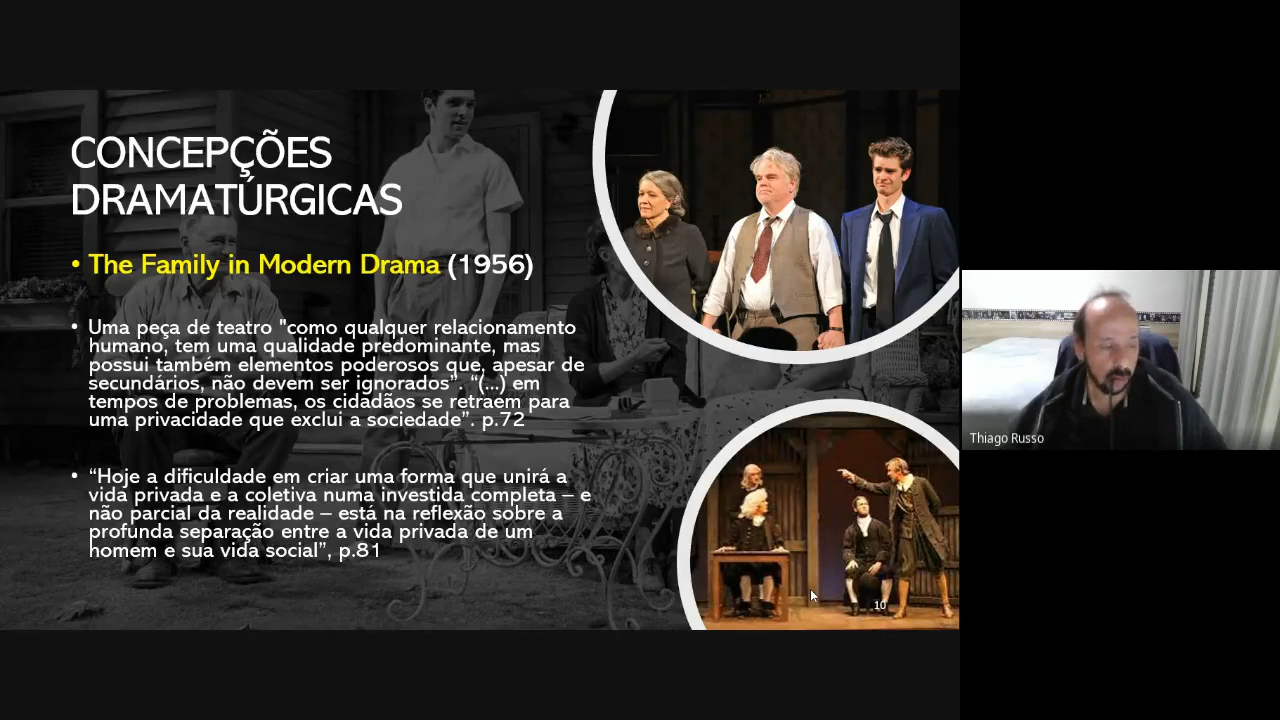 CONCEPÇÕES
DRAMATÚRGICAS
• The Family in Modern Drama (1956)
• Uma peça de teatro "como qualquer relacionamento
humano, tem uma qualidade predominante, mas
possui também elementos poderosos que, apesar de
secundários, não devem ser ignorados”. “(...) em
tempos de problemas, os cidadãos se retraem para
uma privacidade que exclui a sociedade”. p.72
• “Hoje a dificuldade em criar uma forma que unirá a
vida privada e a coletiva numa investida completa – e
não parcial da realidade – está na reflexão sobre a
profunda separação entre a vida privada de um
homem e sua vida social”, p.81
10
Thiago Russo